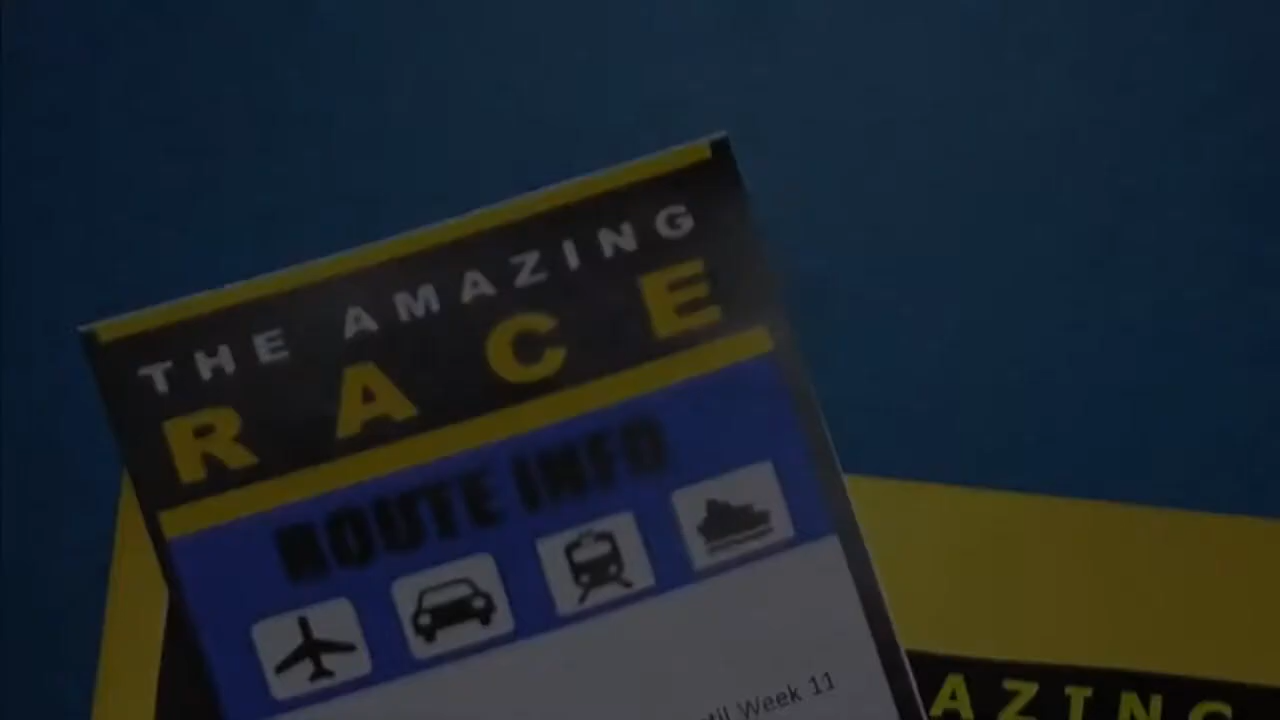 THE AMAZING
RACE
ROUTE INFO
Week 11
AZING